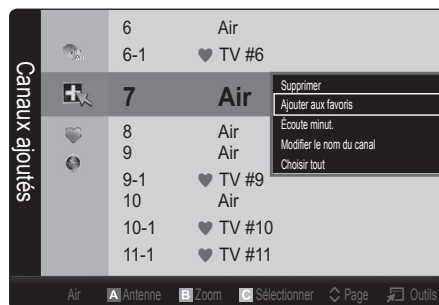 Canaux ajoutés
All
6 Air
6-1 TV #6
7 Air
8 Air
9 Air
9-1 TV #9
10 Air
10-1 TV #10
11-1 TV #11
Supprimer
Ajouter aux favoris
Écoute minut.
Modifier le nom du canal
Choisir tout
Air A Antenne B Zoom C Sélectionner Page Outils